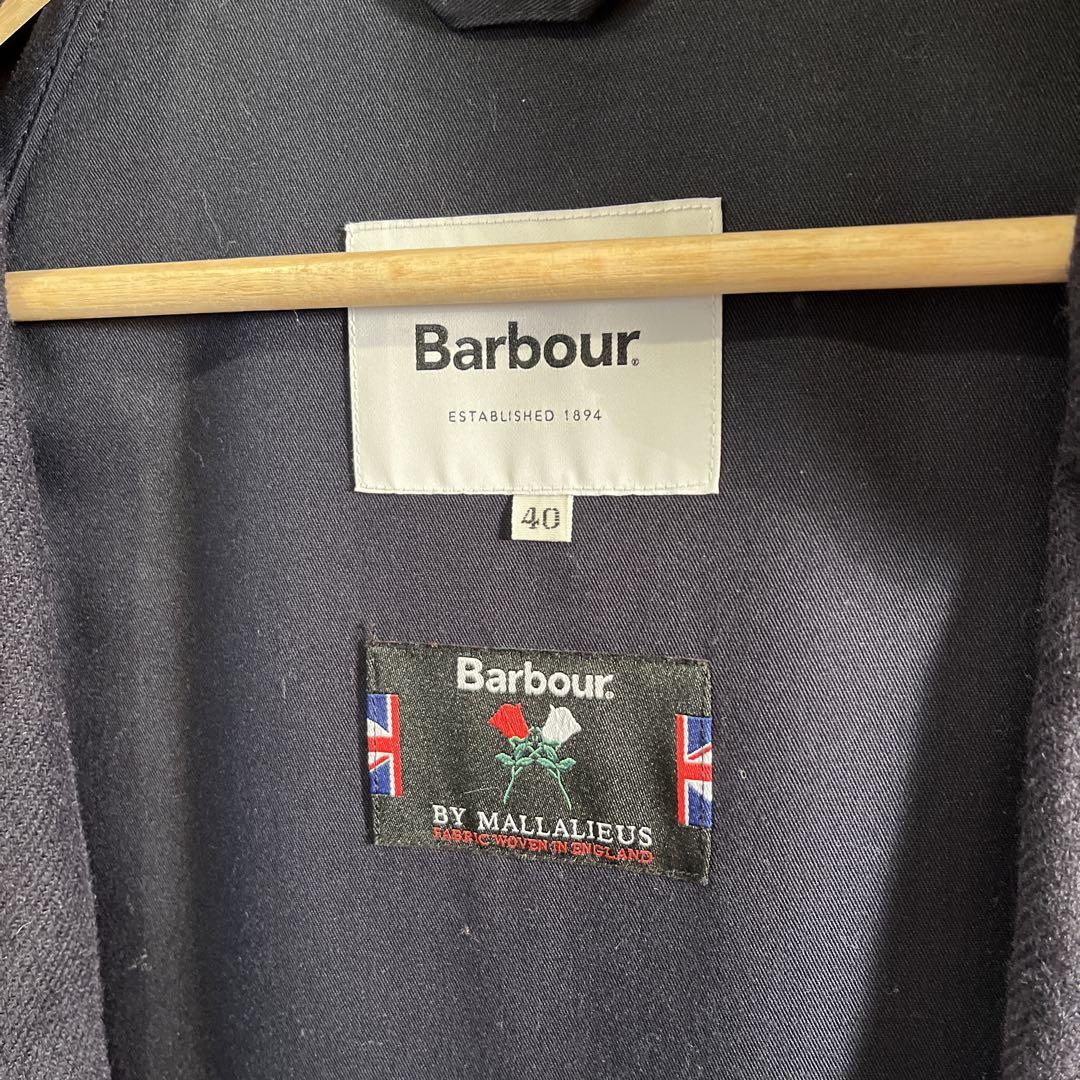 Barbour®
ESTABLISHED 1894
40
Barbour.
BY MALLALIEUS
FABRIC WOVEN IN ENGLAND